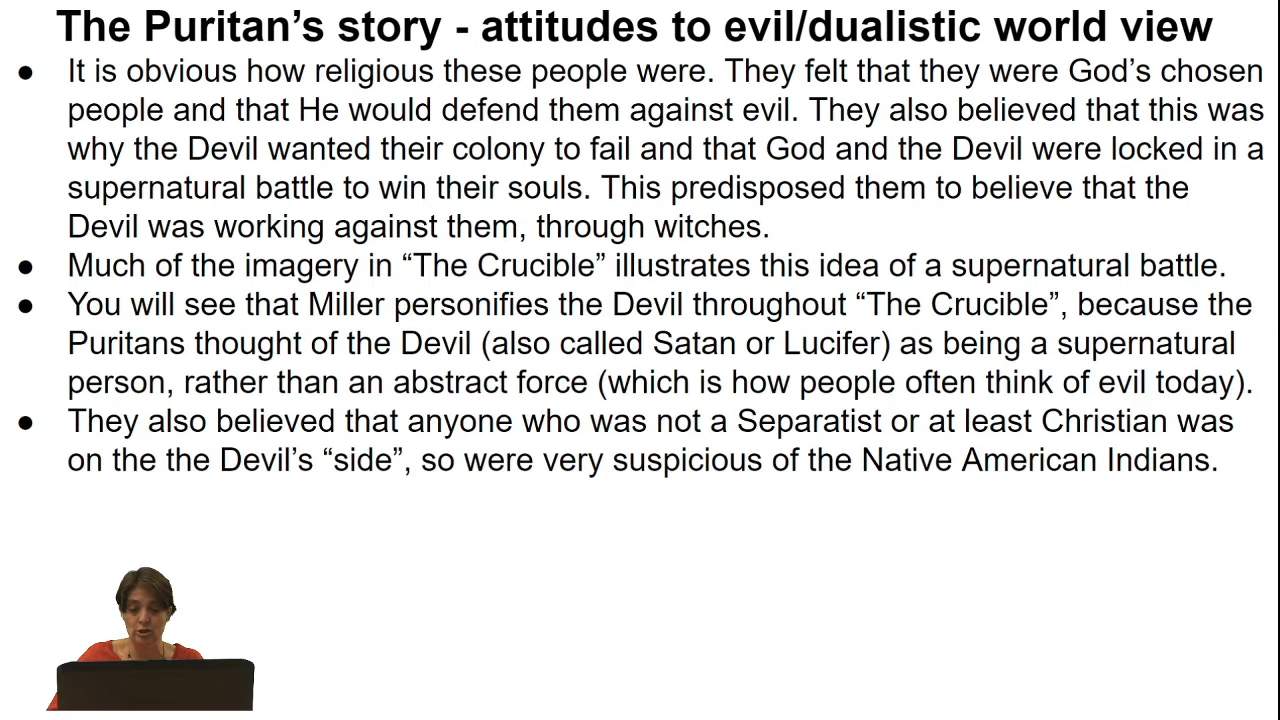 The Puritan’s story - attitudes to evil/dualistic world view
● It is obvious how religious these people were. They felt that they were God’s chosen
people and that He would defend them against evil. They also believed that this was
why the Devil wanted their colony to fail and that God and the Devil were locked in a
supernatural battle to win their souls. This predisposed them to believe that the
Devil was working against them, through witches.
● Much of the imagery in “The Crucible” illustrates this idea of a supernatural battle.
● You will see that Miller personifies the Devil throughout “The Crucible”, because the
Puritans thought of the Devil (also called Satan or Lucifer) as being a supernatural
person, rather than an abstract force (which is how people often think of evil today).
● They also believed that anyone who was not a Separatist or at least Christian was
on the the Devil’s “side”, so were very suspicious of the Native American Indians.